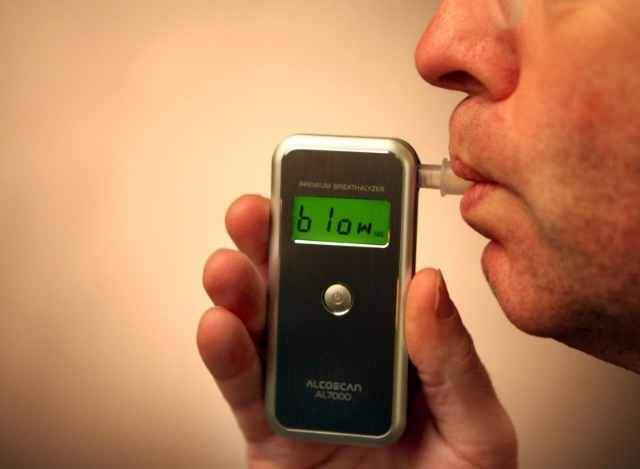 PREMIUM BREATHALYZER
blow
ALCOSCAN
AL7000